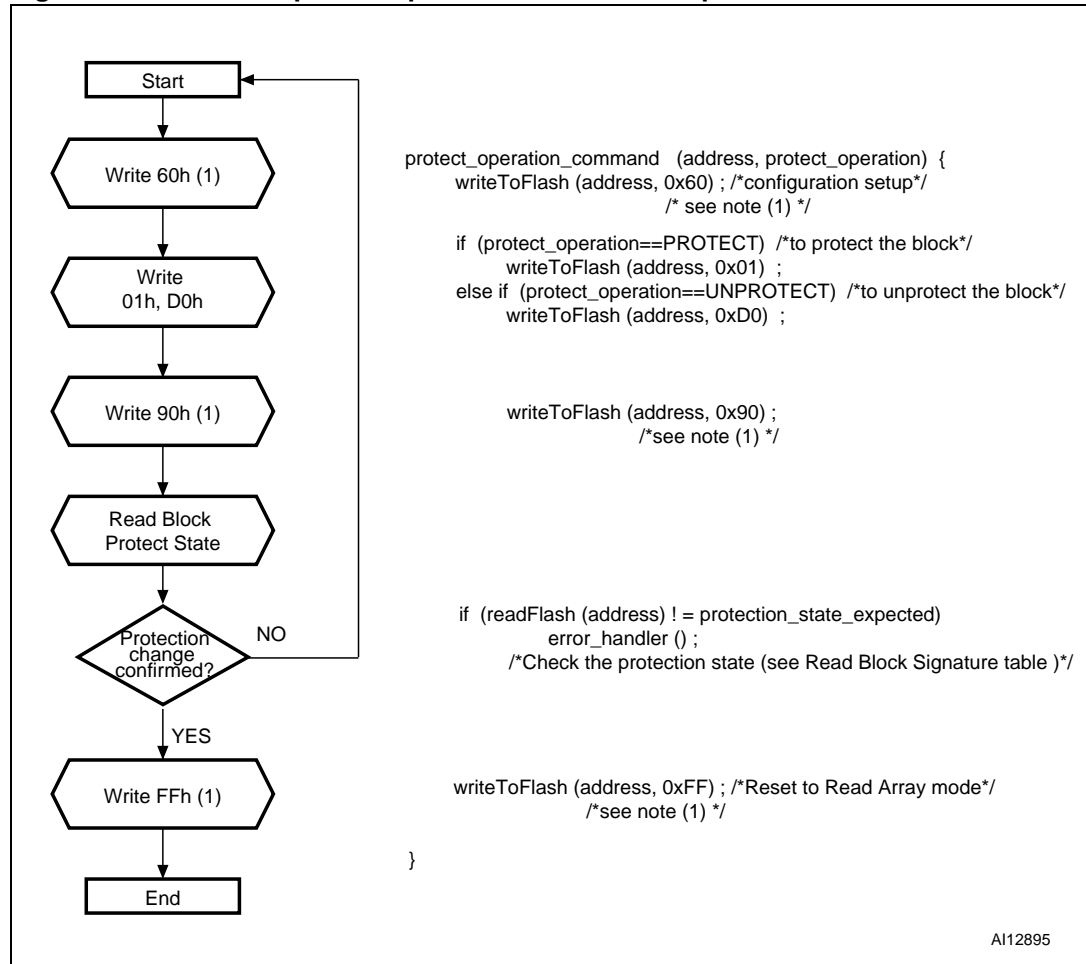 Start
Write 60h (1)
Write
01h, D0h
Write 90h (1)
Read Block
Protect State
Protection
change
confirmed?
NO
YES
Write FFh (1)
End
protect_operation_command (address, protect_operation) {
writeToFlash (address, 0x60) ; /*configuration setup*/
/* see note (1) */
if (protect_operation==PROTECT) /*to protect the block*/
writeToFlash (address, 0x01) ;
else if (protect_operation==UNPROTECT) /*to unprotect the block*/
writeToFlash (address, 0xD0) ;
writeToFlash (address, 0x90) ;
/*see note (1) */
if (readFlash (address) ! = protection_state_expected)
error_handler () ;
/*Check the protection state (see Read Block Signature table )*/
writeToFlash (address, 0xFF) ; /*Reset to Read Array mode*/
/*see note (1) */
}
AI12895